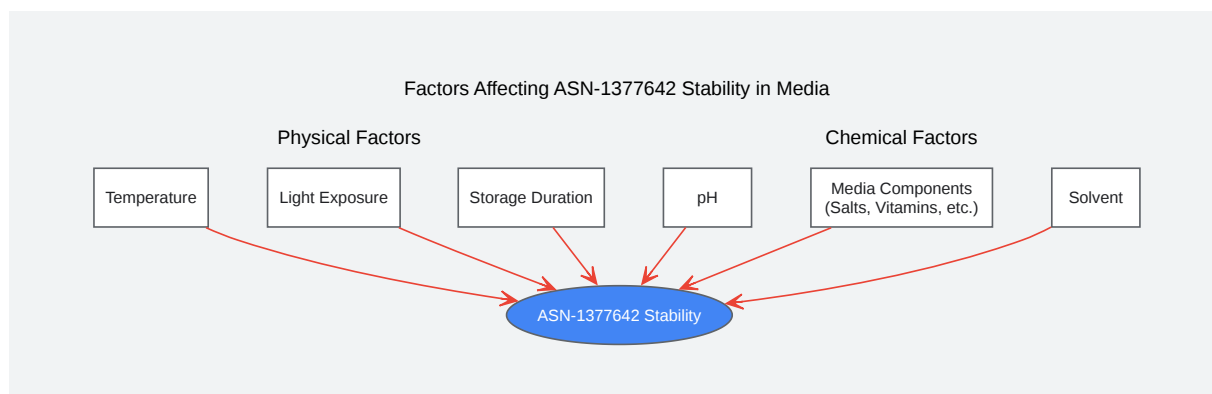 Factors Affecting ASN-1377642 Stability in Media
Physical Factors
Chemical Factors
Temperature
Light Exposure
Storage Duration
pH
Media Components
(Salts, Vitamins, etc.)
Solvent
ASN-1377642 Stability